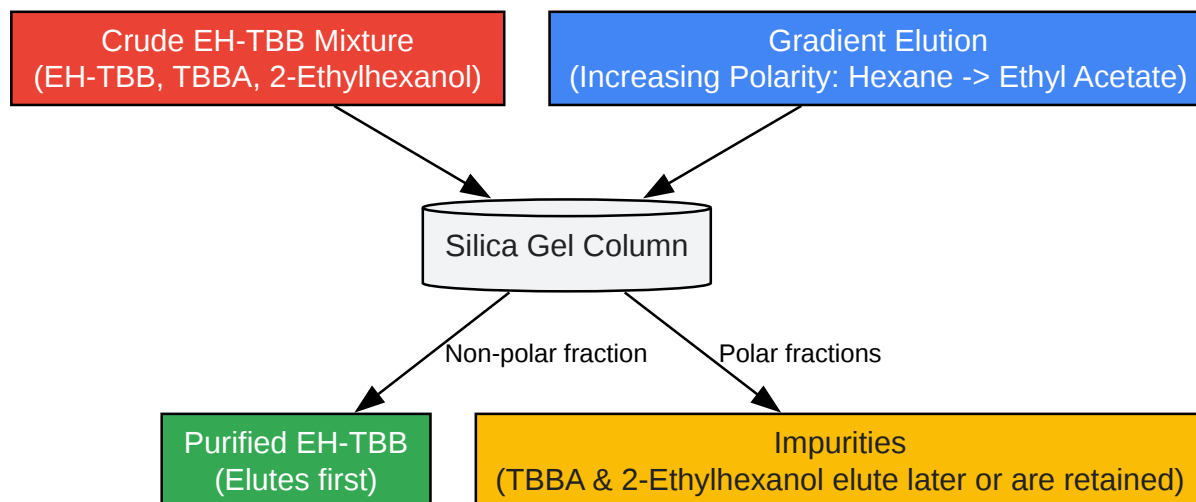 Crude EH-TBB Mixture
(EH-TBB, TBBA, 2-Ethylhexanol)
Gradient Elution
(Increasing Polarity: Hexane -> Ethyl Acetate)
Silica Gel Column
Non-polar fraction
Polar fractions
Purified EH-TBB
(Elutes first)
Impurities
(TBBA & 2-Ethylhexanol elute later or are retained)